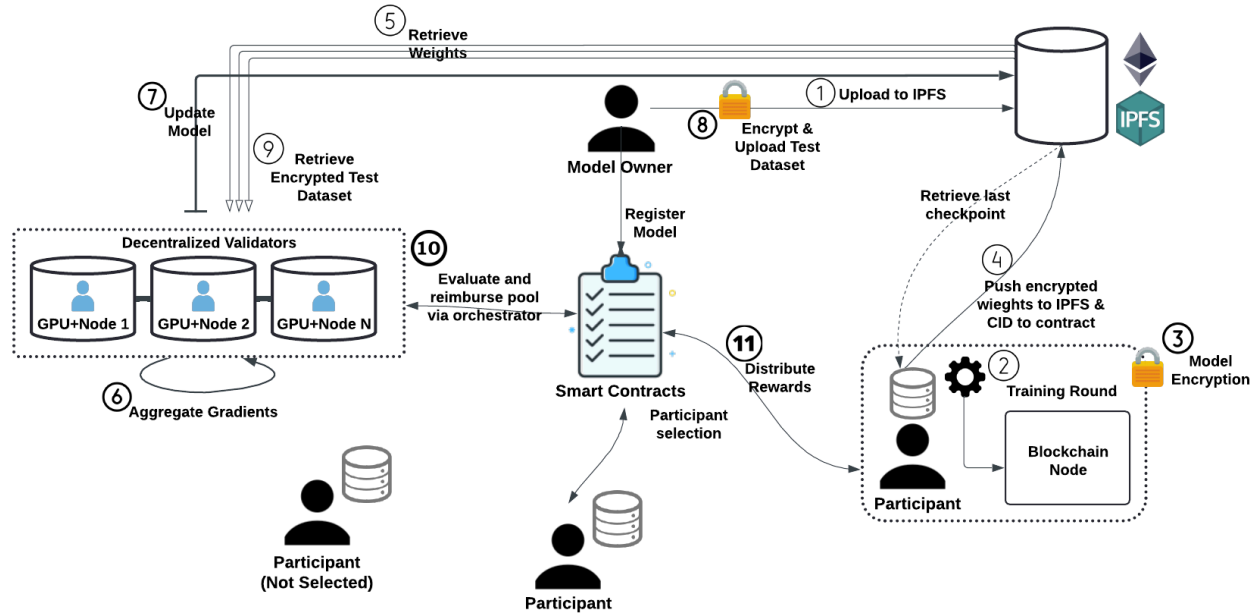 5
Retrieve
Weights
7
Update
Model
9
Retrieve
Encrypted Test
Dataset
1
Upload to IPFS
8
Encrypt &
Upload Test
Dataset
Model Owner
IPFS
Register
Model
Retrieve last
checkpoint
4
Push encrypted
wieghts to IPFS &
CID to contract
Decentralized Validators
GPU+Node 1
GPU+Node 2
GPU+Node N
10
Evaluate and
reimburse pool
via orchestrator
6
Aggregate Gradients
Smart Contracts
Participant
selection
11
Distribute
Rewards
3
Model
Encryption
2
Training Round
Blockchain
Node
Participant
Participant
(Not Selected)
Participant